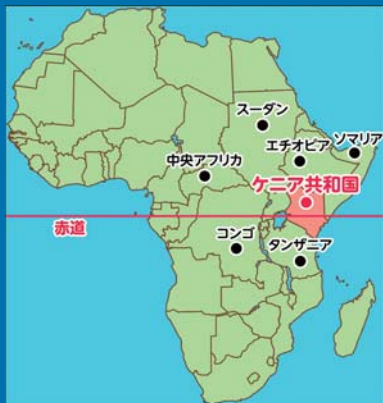 スーダン
エチオピア
ソマリア
中央アフリカ
ケニア共和国
赤道
コンゴ
タンザニア